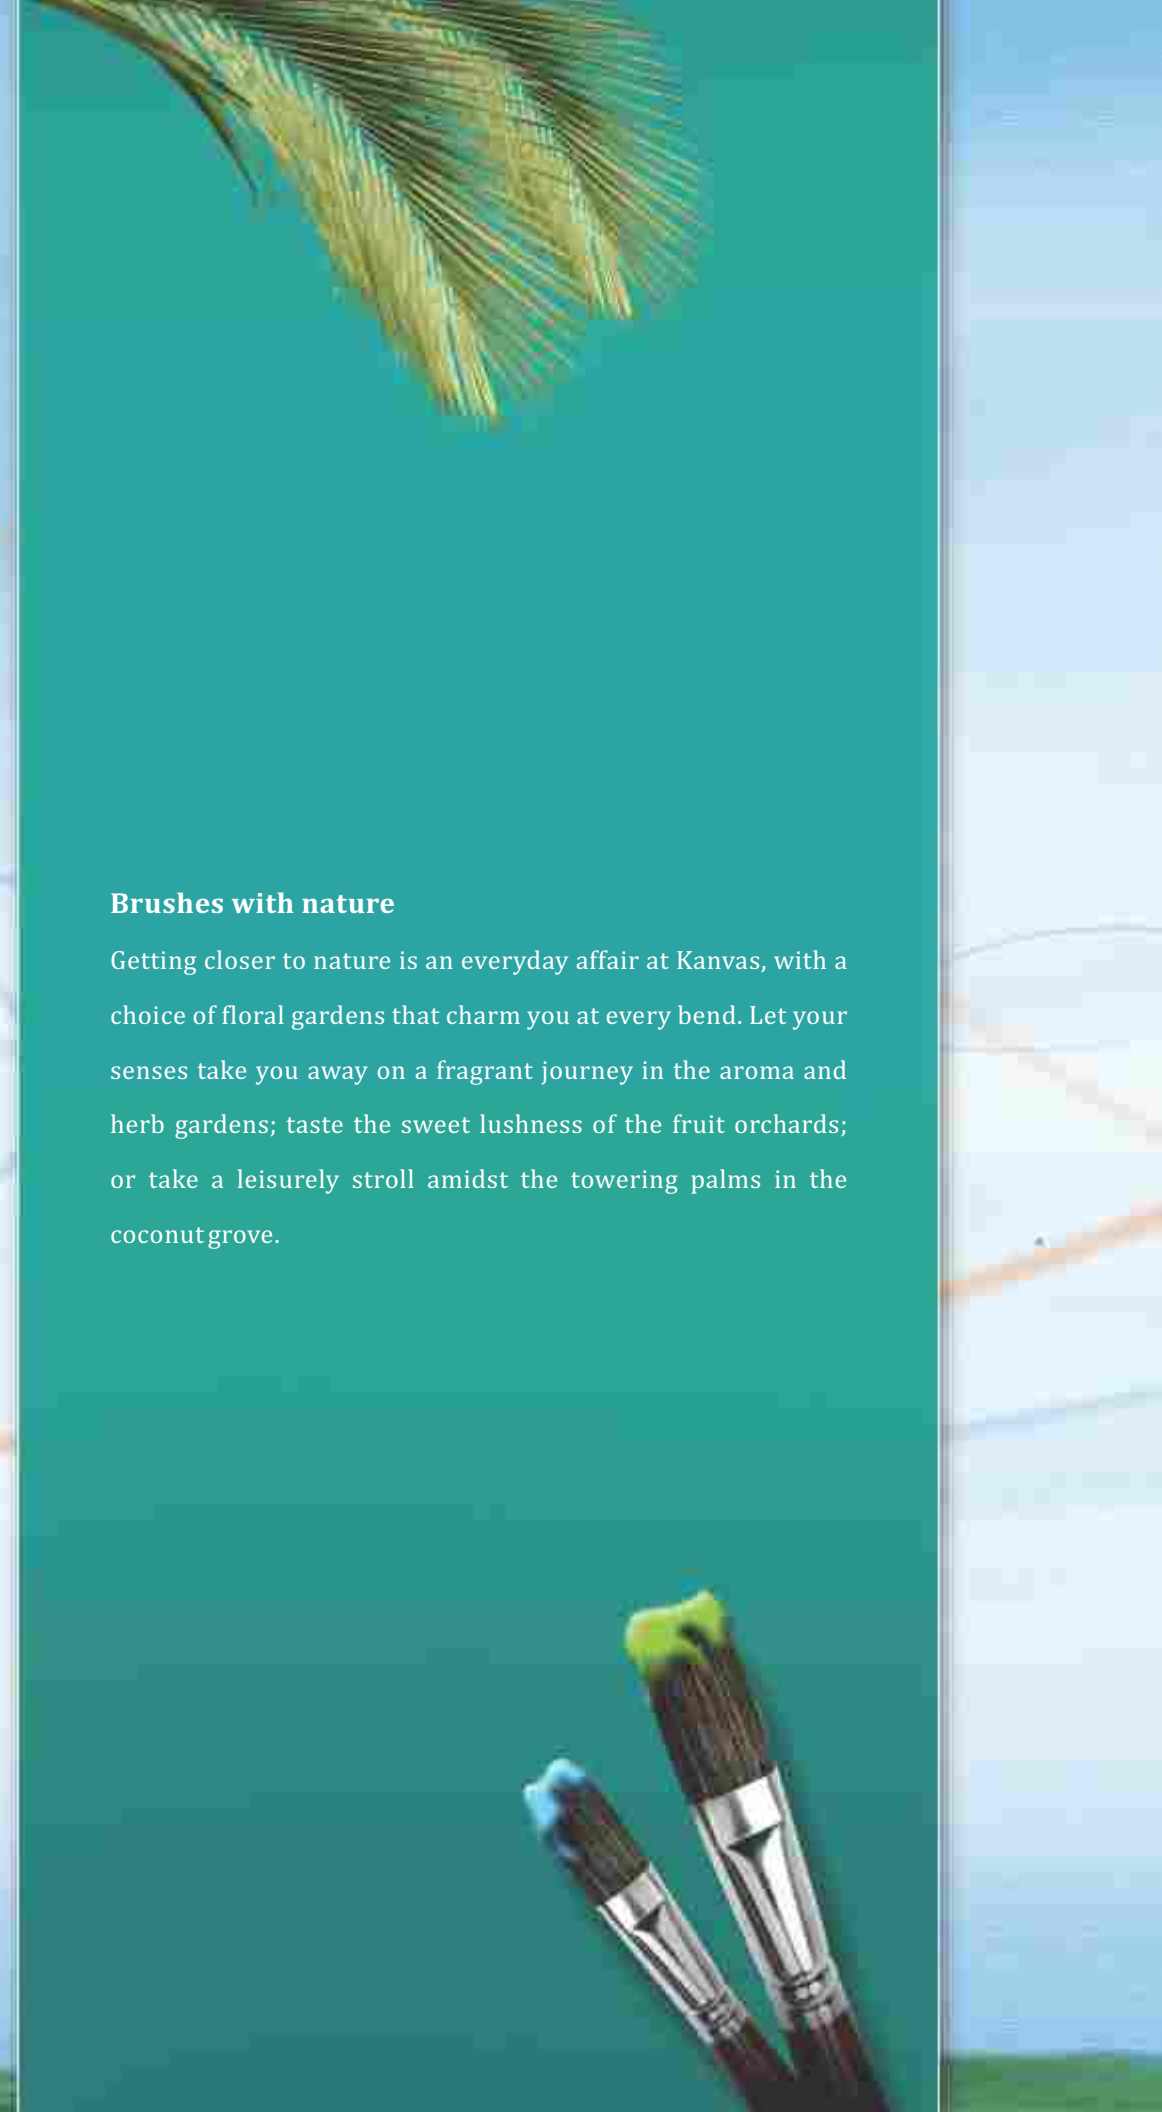 Brushes with nature
Getting closer to nature is an everyday affair at Kanvas, with a
choice of floral gardens that charm you at every bend. Let your
senses take you away on a fragrant journey in the aroma and
herb gardens; taste the sweet lushness of the fruit orchards;
or take a leisurely stroll amidst the towering palms in the
coconut grove.